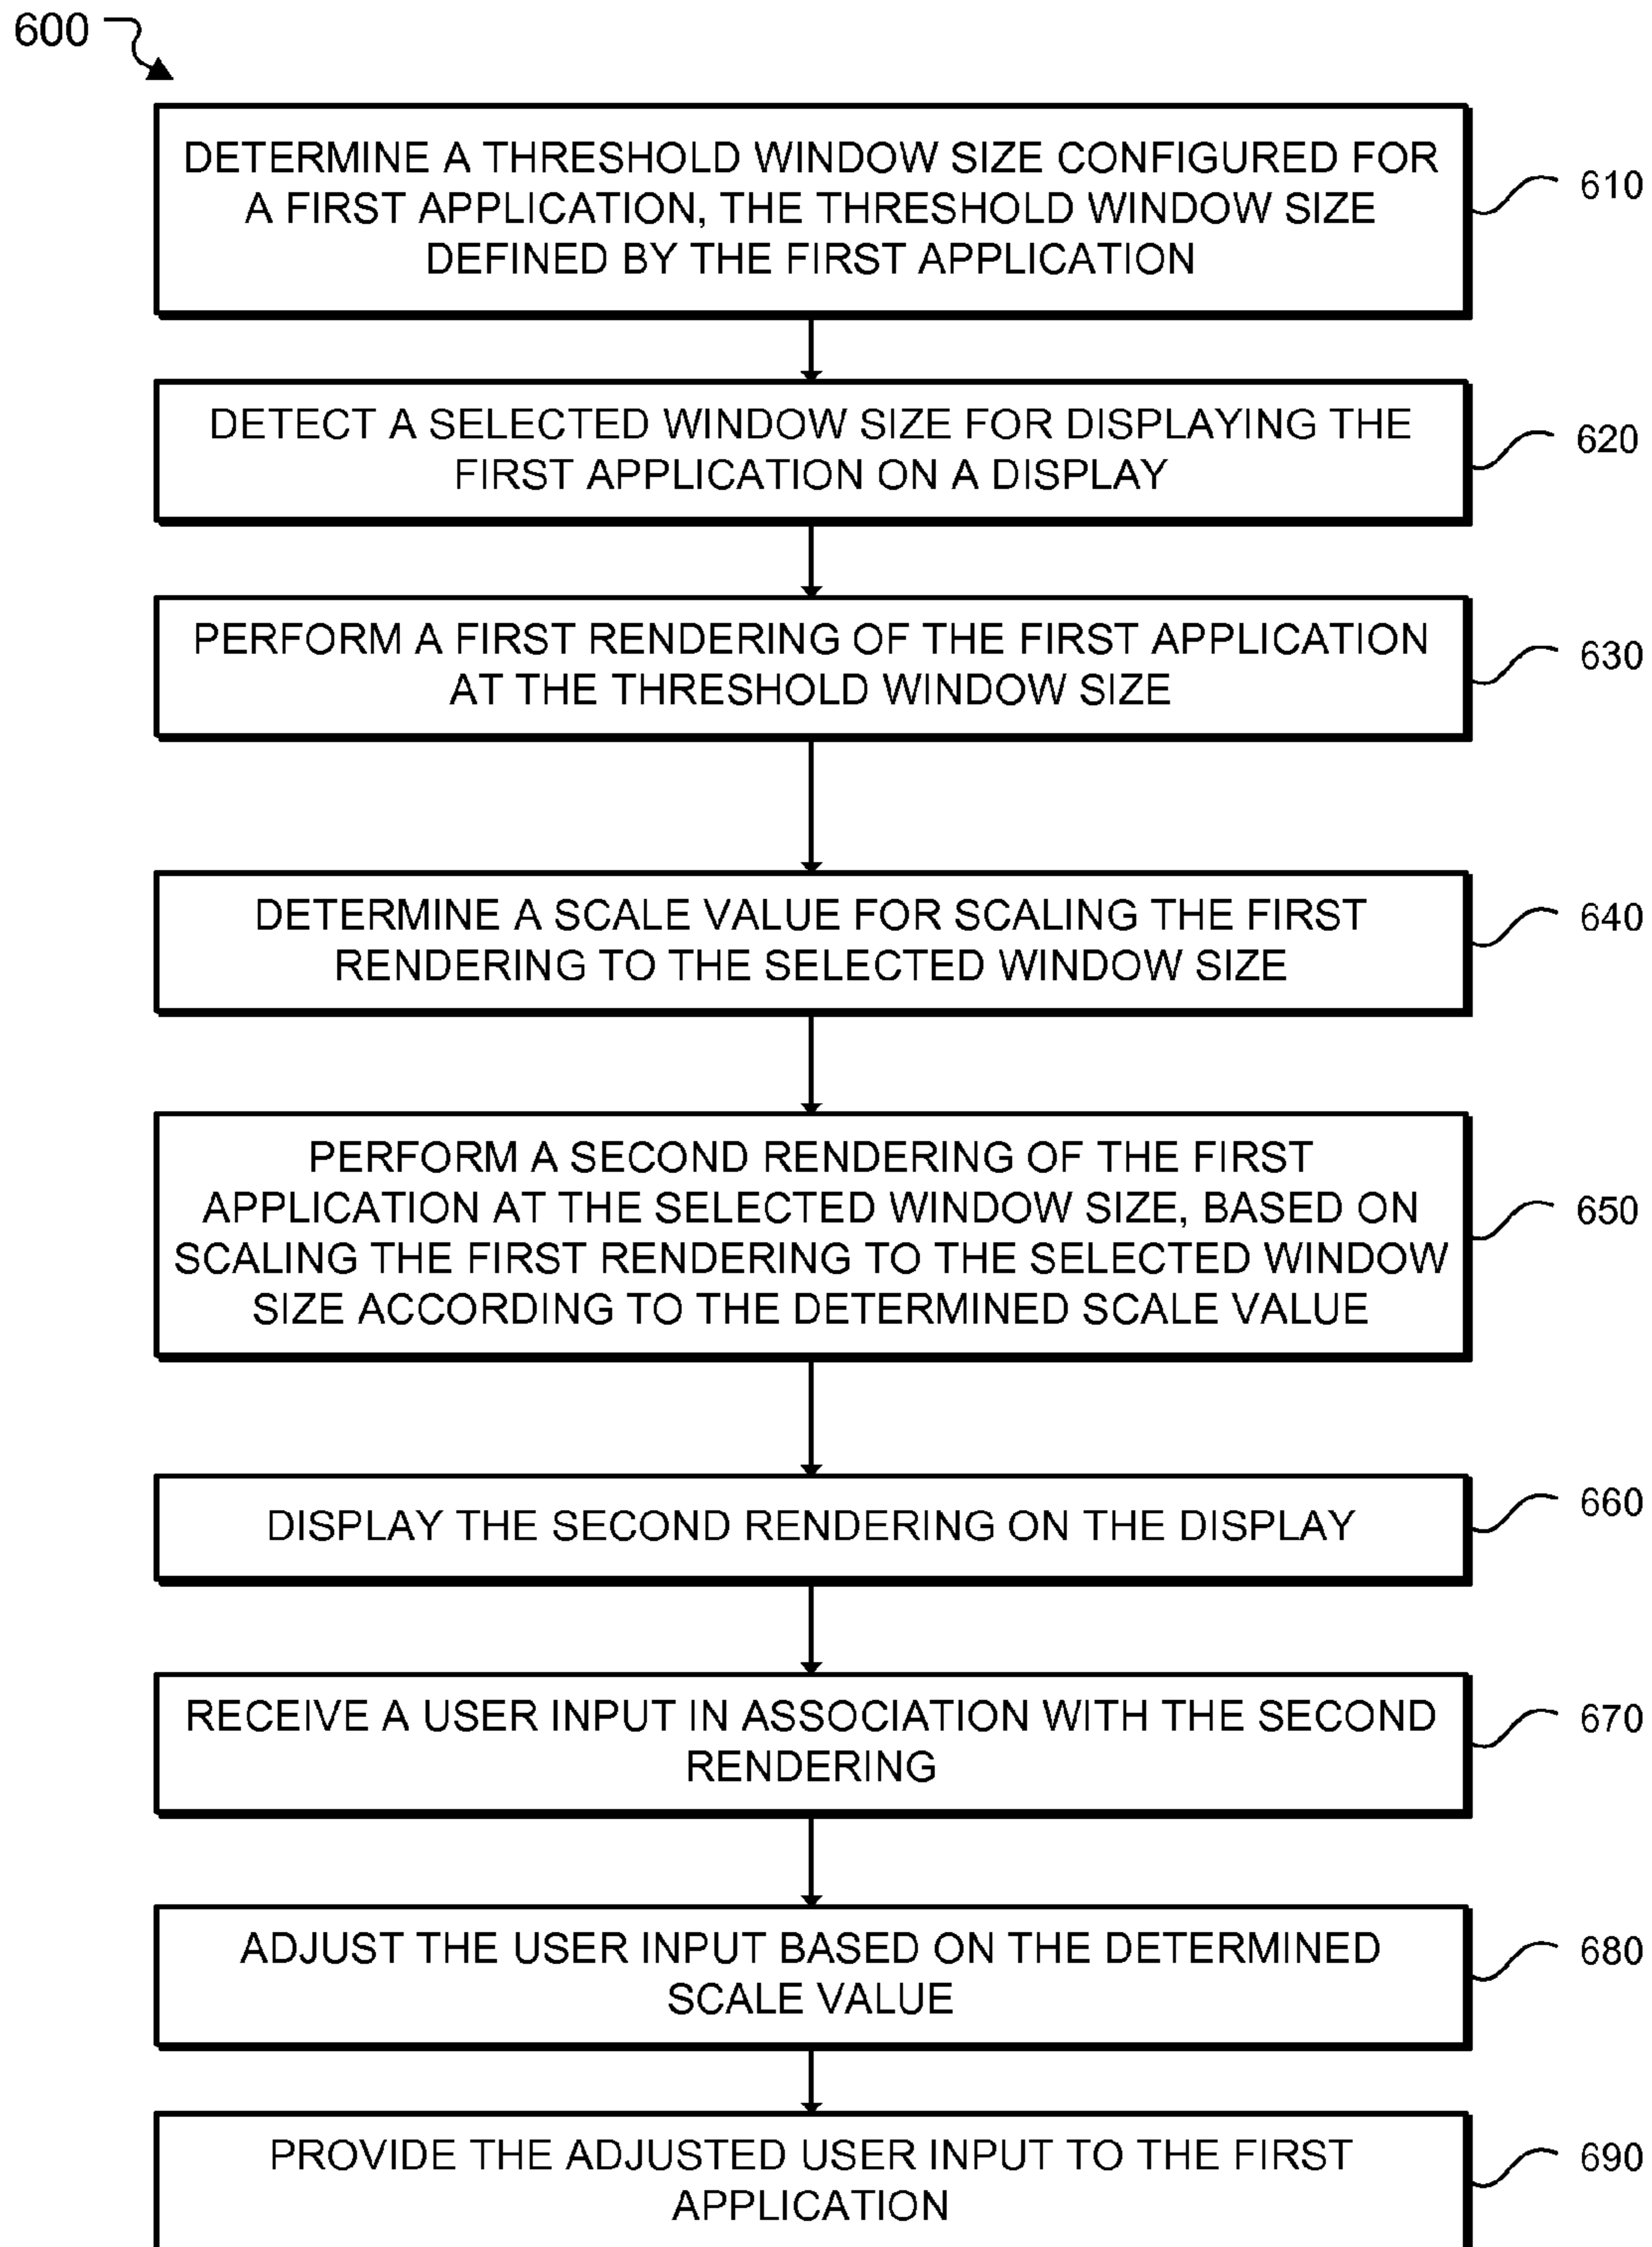 600
DETERMINE A THRESHOLD WINDOW SIZE CONFIGURED FOR
A FIRST APPLICATION, THE THRESHOLD WINDOW SIZE
DEFINED BY THE FIRST APPLICATION
610
DETECT A SELECTED WINDOW SIZE FOR DISPLAYING THE
FIRST APPLICATION ON A DISPLAY
620
PERFORM A FIRST RENDERING OF THE FIRST APPLICATION
AT THE THRESHOLD WINDOW SIZE
630
DETERMINE A SCALE VALUE FOR SCALING THE FIRST
RENDERING TO THE SELECTED WINDOW SIZE
640
PERFORM A SECOND RENDERING OF THE FIRST
APPLICATION AT THE SELECTED WINDOW SIZE, BASED ON
SCALING THE FIRST RENDERING TO THE SELECTED WINDOW
SIZE ACCORDING TO THE DETERMINED SCALE VALUE
650
DISPLAY THE SECOND RENDERING ON THE DISPLAY
660
RECEIVE A USER INPUT IN ASSOCIATION WITH THE SECOND
RENDERING
670
ADJUST THE USER INPUT BASED ON THE DETERMINED
SCALE VALUE
680
PROVIDE THE ADJUSTED USER INPUT TO THE FIRST
APPLICATION
690